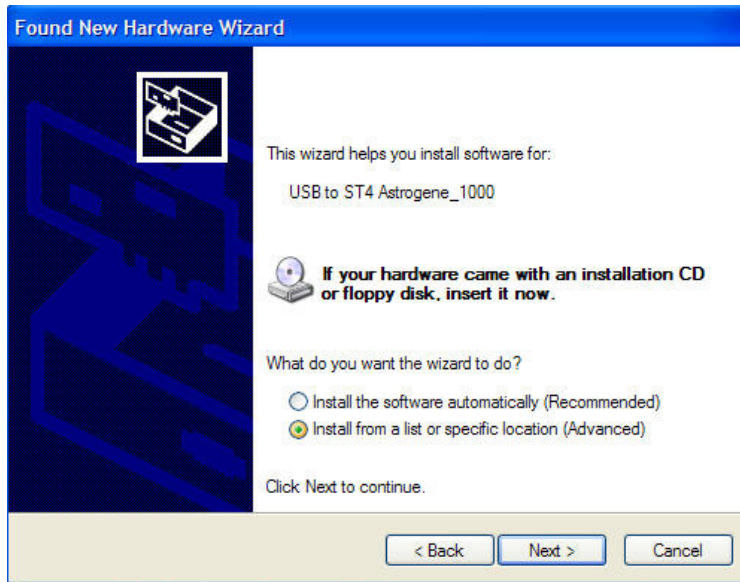 Found New Hardware Wizard
This wizard helps you install software for:
USB to ST4 Astrogene_1000
If your hardware came with an installation CD
or floppy disk, insert it now.
What do you want the wizard to do?
Install the software automatically (Recommended)
Install from a list or specific location (Advanced)
Click Next to continue.
< Back
Next >
Cancel